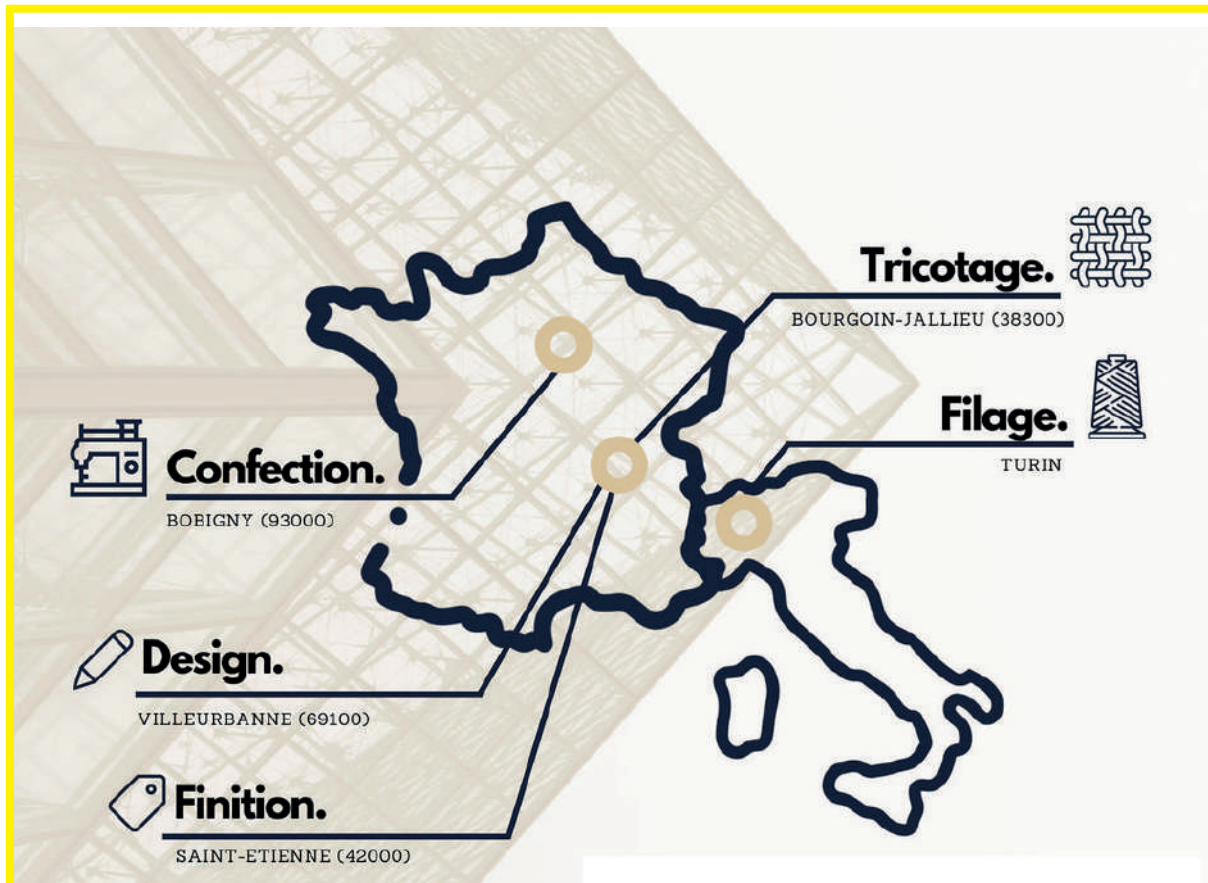 Tricotage.
BOURGOIN-JALLIEU (38300)
Filage.
TURIN
Confection.
BOBIGNY (93000)
Design.
VILLEURBANNE (69100)
Finition.
SAINT-ETIENNE (42000)